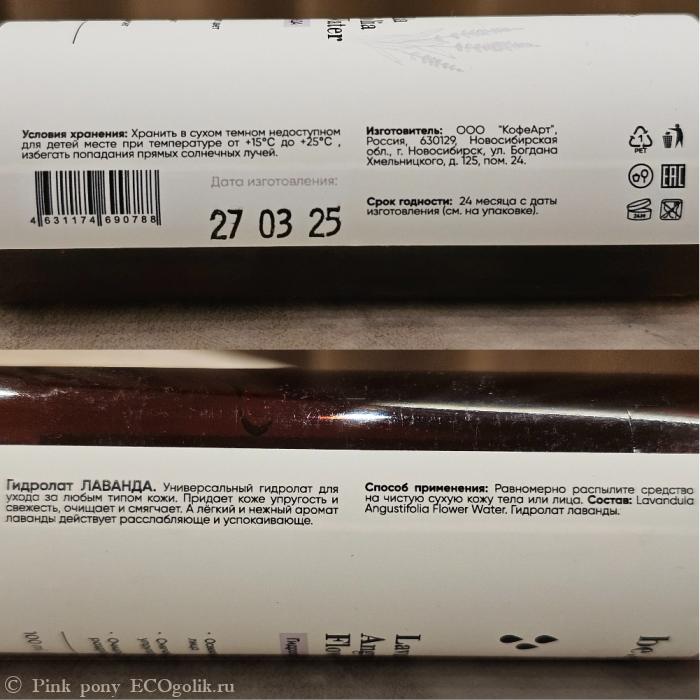 Условия хранения: Хранить в сухом темном недоступном
для детей месте при температуре от +15°C до +25°C ,
избегать попадания прямых солнечных лучей.
4 631174 690788
Дата изготовления:
27 03 25
Изготовитель: ООО "КофеАрт",
Россия, 630129, Новосибирская
обл., г. Новосибирск, ул. Богдана
Хмельницкого, д. 125, пом. 24.
Срок годности: 24 месяца с даты
изготовления (см. на упаковке).
1
PET
EAC
24M
Гидролат ЛАВАНДА. Универсальный гидролат для
ухода за любым типом кожи. Придает коже упругость и
свежесть, очищает и смягчает. А лёгкий и нежный аромат
лаванды действует расслабляюще и успокаивающе.
Способ применения: Равномерно распылите средство
на чистую сухую кожу тела или лица. Состав: Lavandula
Angustifolia Flower Water. Гидролат лаванды.
© Pink pony ECOgolik.ru